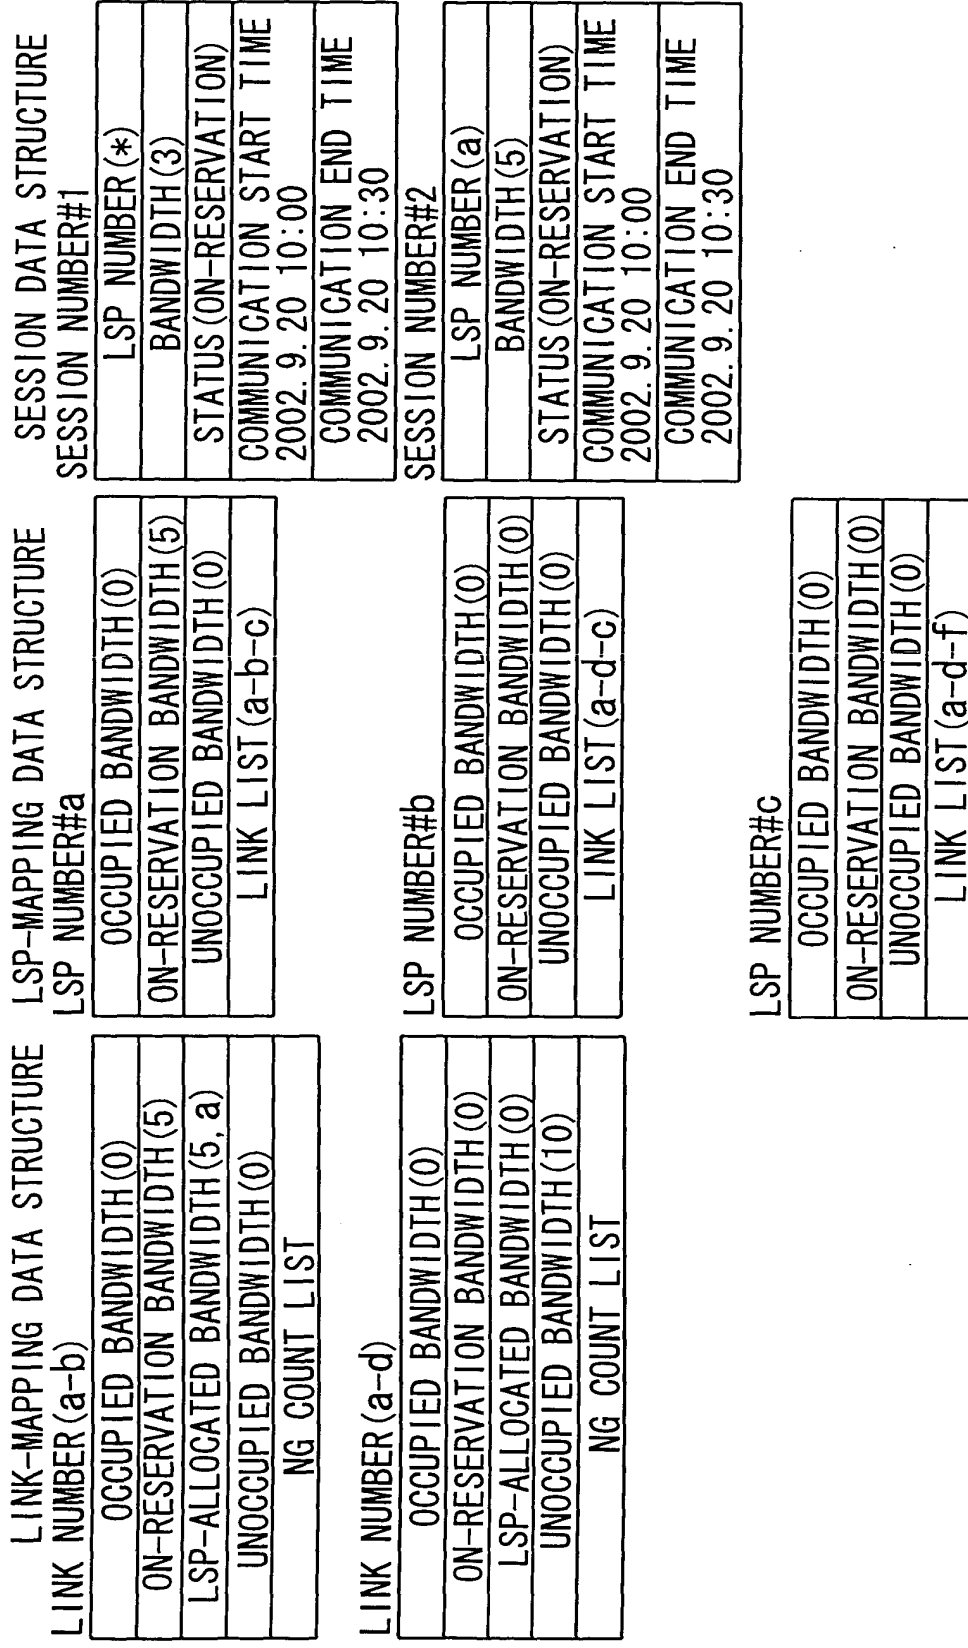 LINK-MAPPING DATA STRUCTURE
LINK NUMBER(a-b)
OCCUPIED BANDWIDTH(0)
ON-RESERVATION BANDWIDTH(5)
LSP-ALLOCATED BANDWIDTH(5, a)
UNOCCUPIED BANDWIDTH(0)
NG COUNT LIST
LINK NUMBER(a-d)
OCCUPIED BANDWIDTH(0)
ON-RESERVATION BANDWIDTH(0)
LSP-ALLOCATED BANDWIDTH(0)
UNOCCUPIED BANDWIDTH(10)
NG COUNT LIST
LSP-MAPPING DATA STRUCTURE
LSP NUMBER#a
OCCUPIED BANDWIDTH(0)
ON-RESERVATION BANDWIDTH(5)
UNOCCUPIED BANDWIDTH(0)
LINK LIST(a-b-c)
LSP NUMBER#b
OCCUPIED BANDWIDTH(0)
ON-RESERVATION BANDWIDTH(0)
UNOCCUPIED BANDWIDTH(0)
LINK LIST(a-d-c)
LSP NUMBER#c
OCCUPIED BANDWIDTH(0)
ON-RESERVATION BANDWIDTH(0)
UNOCCUPIED BANDWIDTH(0)
LINK LIST(a-d-f)
SESSION DATA STRUCTURE
SESSION NUMBER#1
LSP NUMBER(*)
BANDWIDTH(3)
STATUS(ON-RESERVATION)
COMMUNICATION START TIME
2002. 9. 20 10:00
COMMUNICATION END TIME
2002. 9. 20 10:30
SESSION NUMBER#2
LSP NUMBER(a)
BANDWIDTH(5)
STATUS(ON-RESERVATION)
COMMUNICATION START TIME
2002. 9. 20 10:00
COMMUNICATION END TIME
2002. 9. 20 10:30